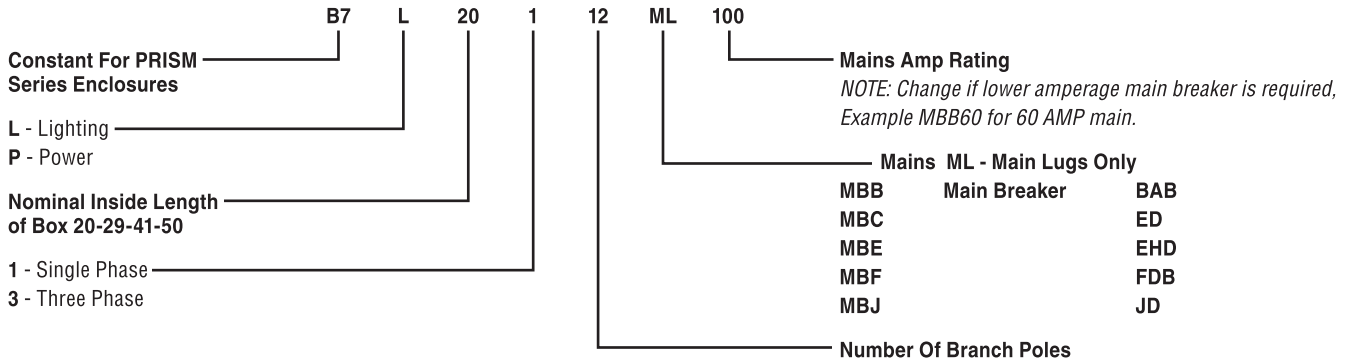 B7 L 20 1 12 ML 100
Constant For PRISM
Series Enclosures
L - Lighting
P - Power
Nominal Inside Length
of Box 20-29-41-50
1 - Single Phase
3 - Three Phase
Mains Amp Rating
NOTE: Change if lower amperage main breaker is required,
Example MBB60 for 60 AMP main.
Mains ML - Main Lugs Only
MBB Main Breaker BAB
MBC ED
MBE EHD
MBF FDB
MBJ JD
Number Of Branch Poles